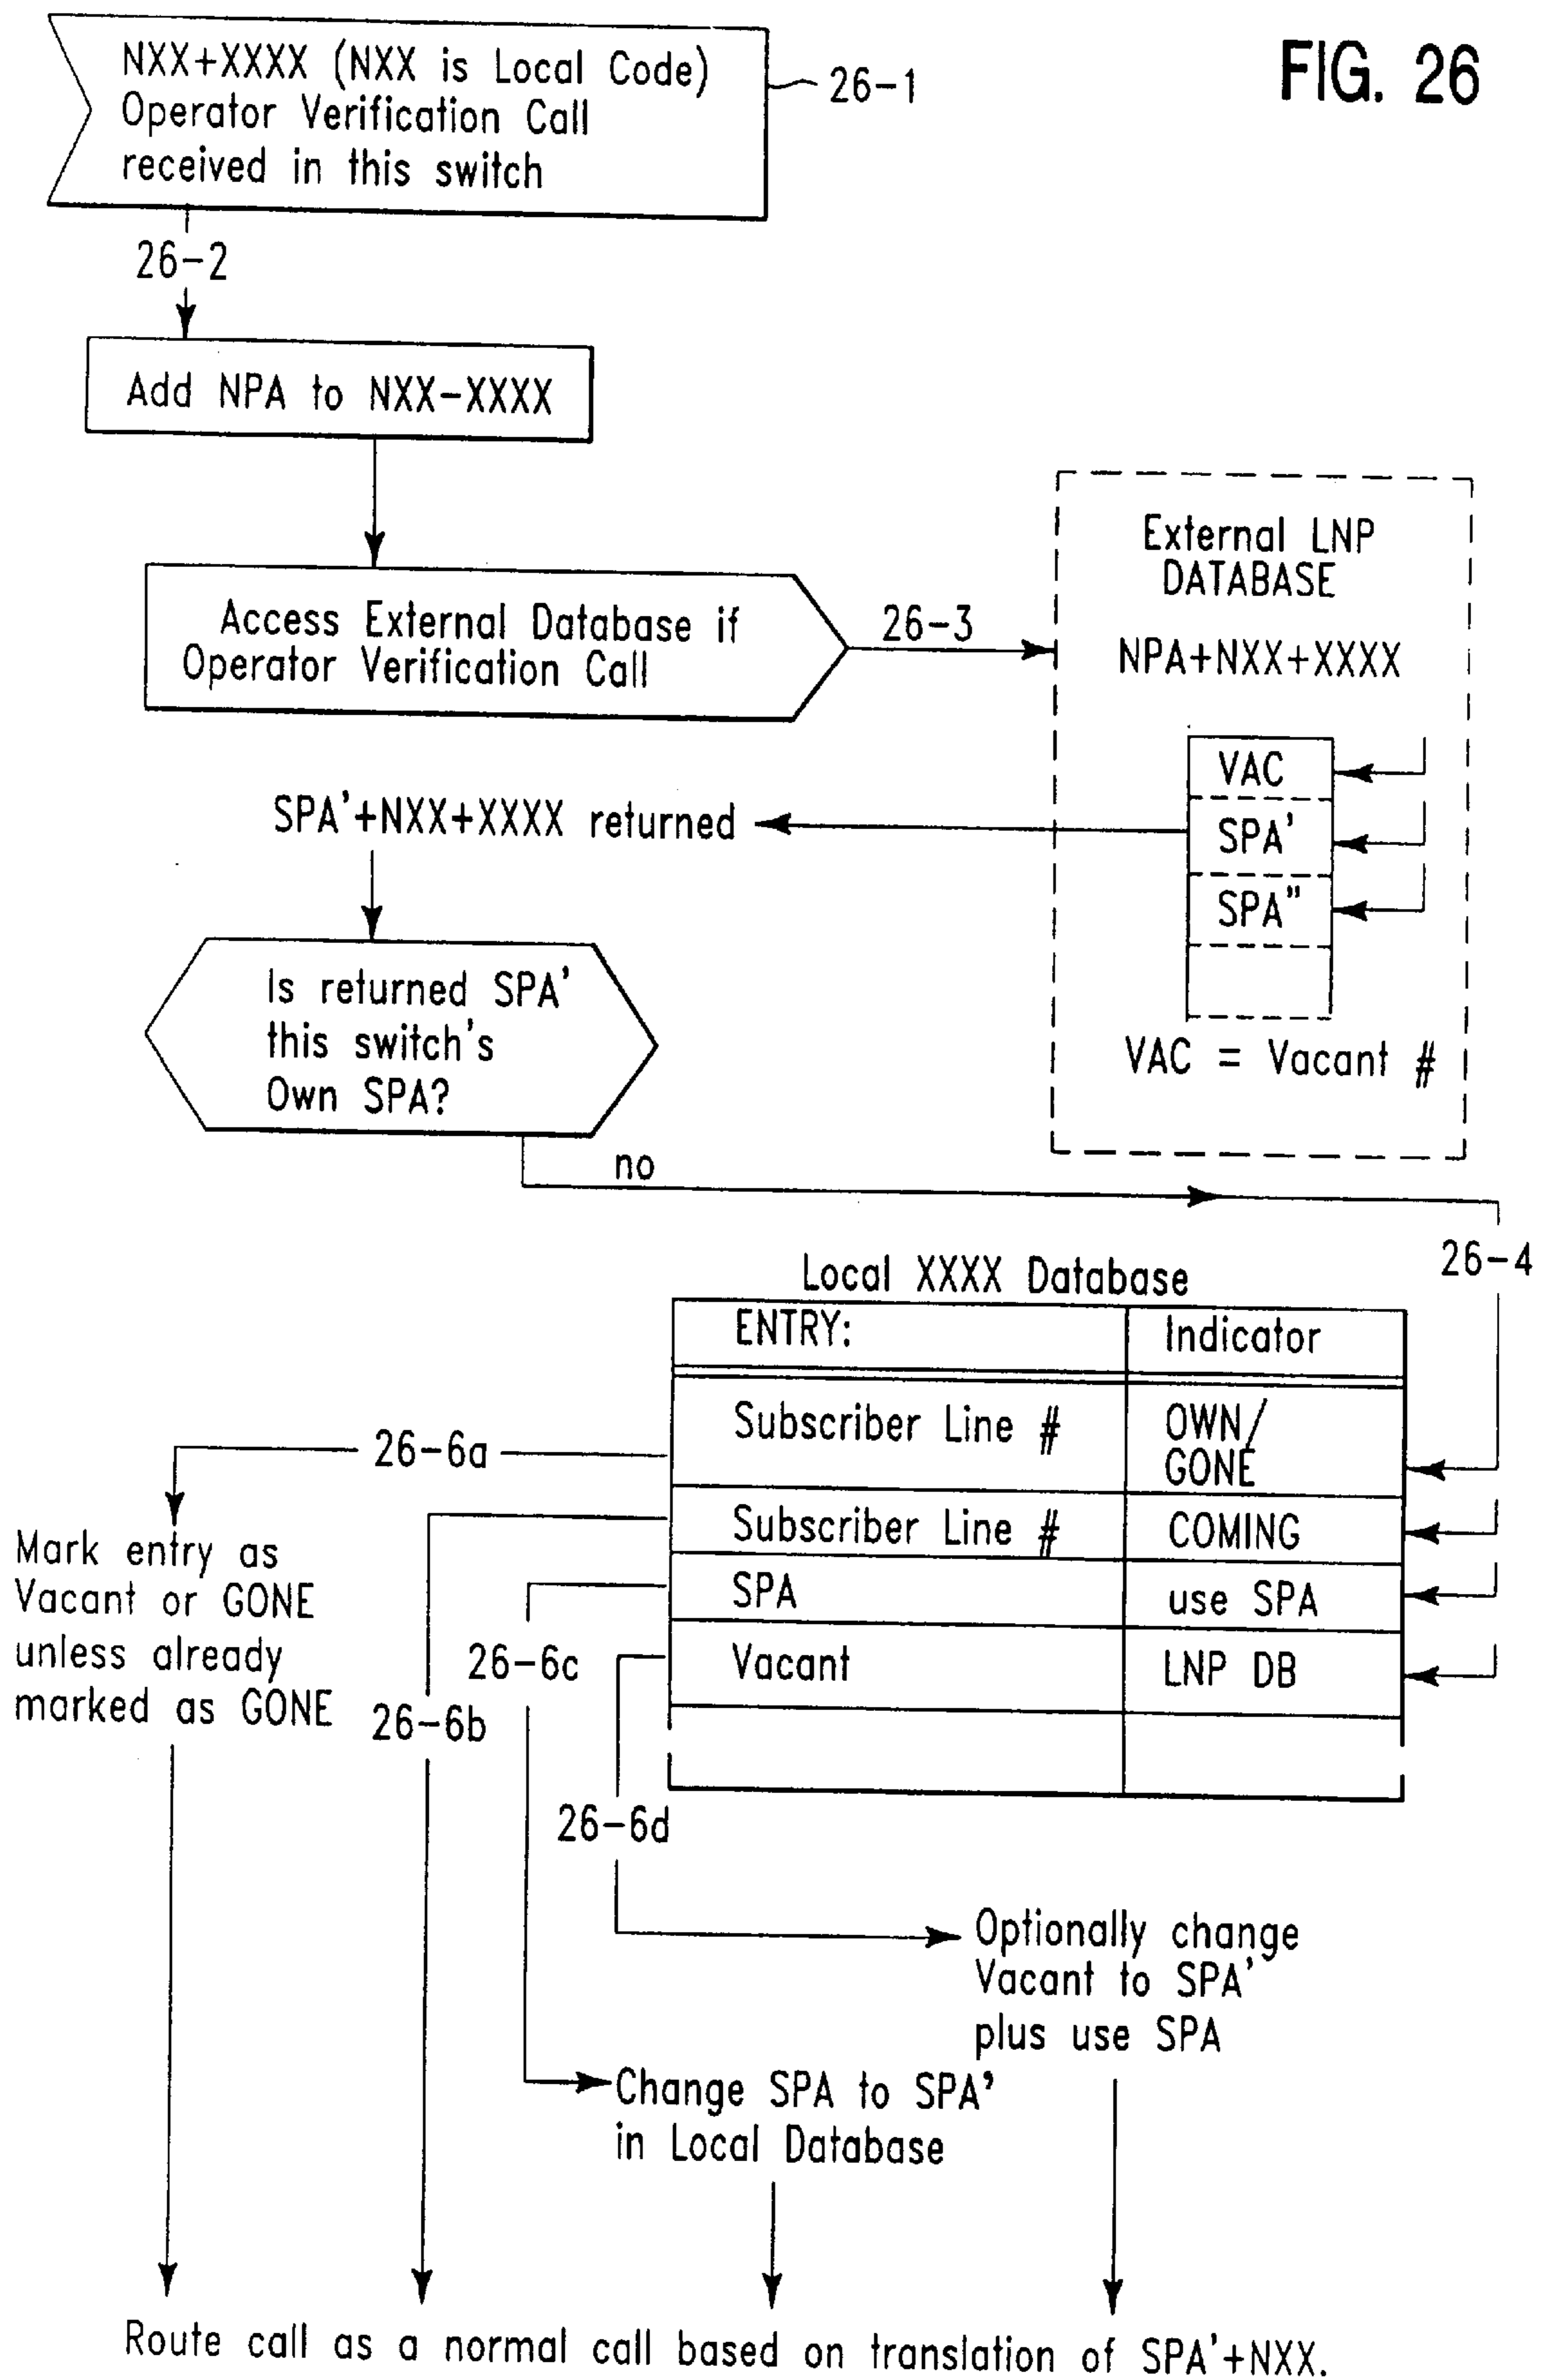 FIG. 26
NXX+XXXX (NXX is Local Code)
Operator Verification Call
received in this switch
26-1
26-2
Add NPA to NXX-XXXX
Access External Database if
Operator Verification Call
26-3
External LNP
DATABASE
NPA+NXX+XXXX
VAC
SPA'
SPA"
VAC = Vacant #
SPA'+NXX+XXXX returned
Is returned SPA'
this switch's
Own SPA?
no
26-4
Local XXXX Database
ENTRY: Indicator
Subscriber Line # OWN/
GONE
Subscriber Line # COMING
SPA use SPA
Vacant LNP DB
26-6a
Mark entry as
Vacant or GONE
unless already
marked as GONE
26-6b
26-6c
26-6d
Optionally change
Vacant to SPA'
plus use SPA
Change SPA to SPA'
in Local Database
Route call as a normal call based on translation of SPA'+NXX.